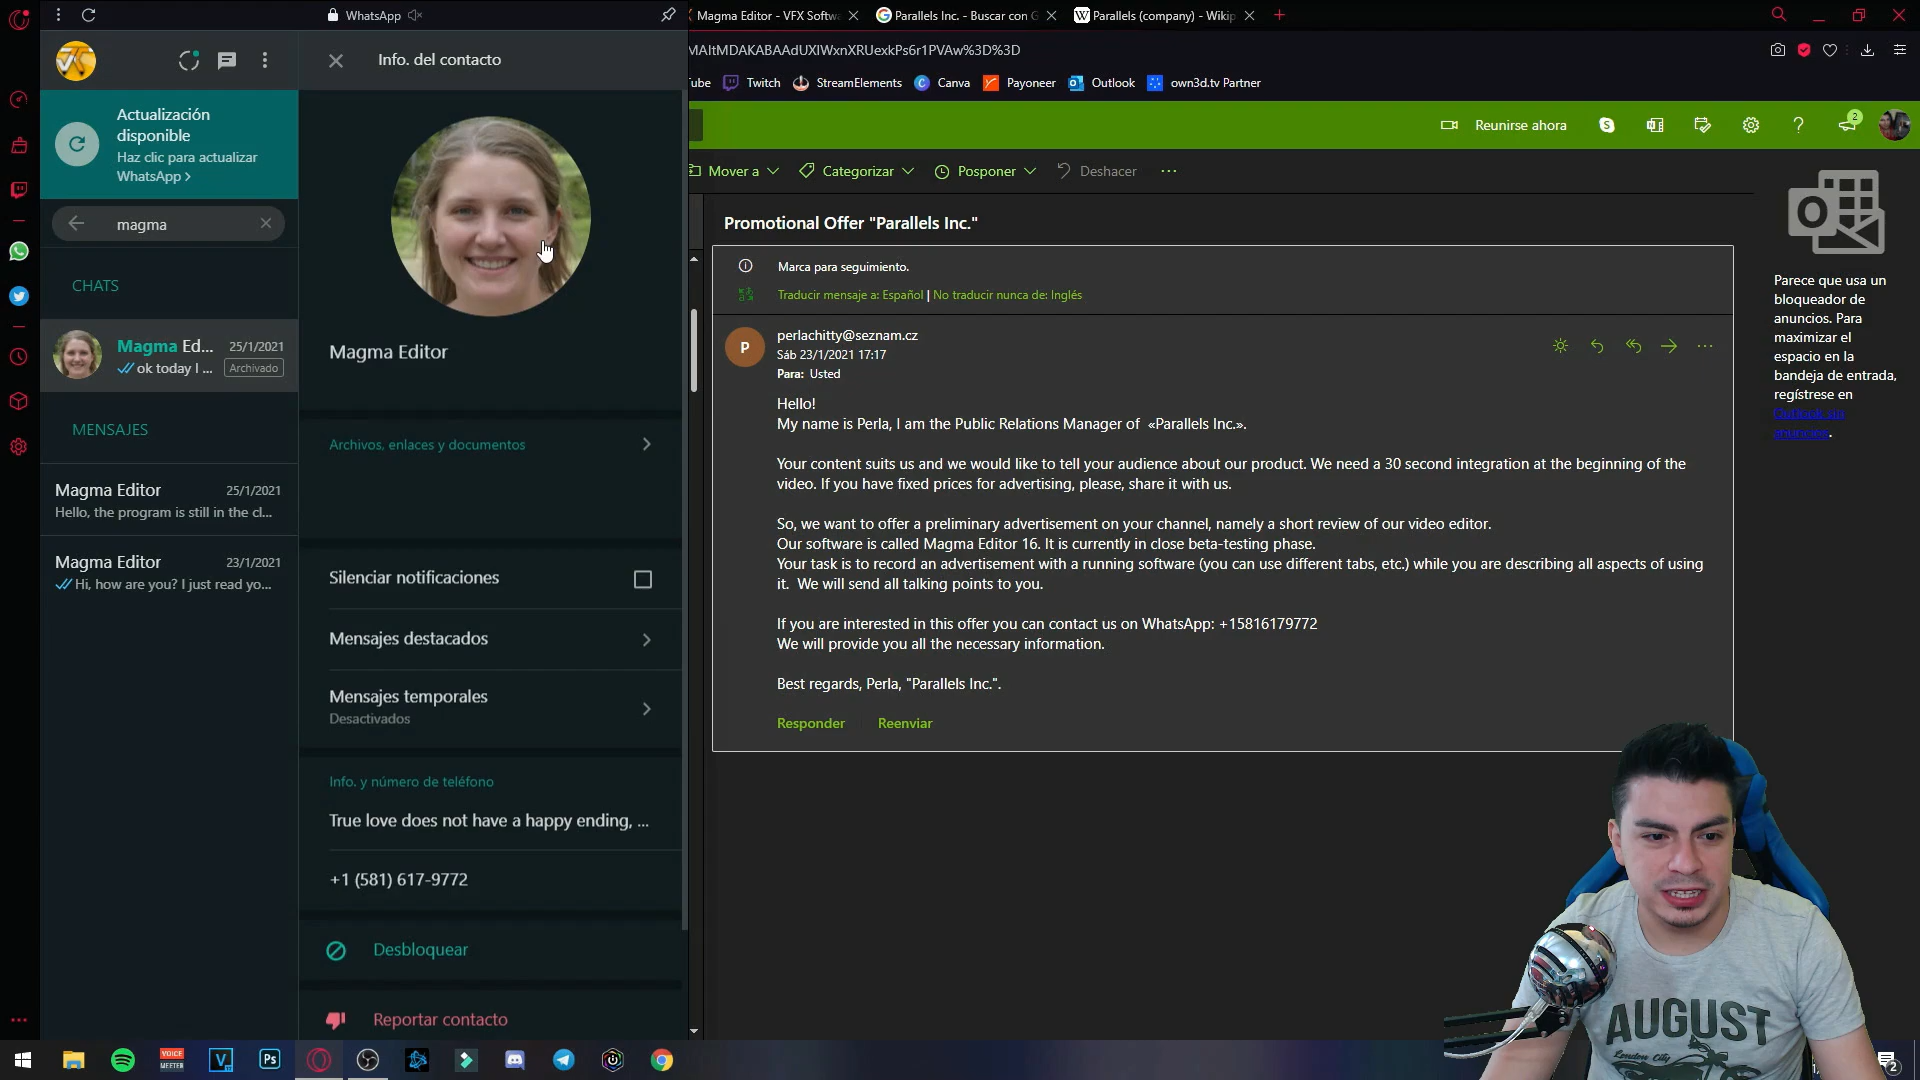 WhatsApp
Magma Editor - VFX Softw
Parallels Inc. - Buscar con G
Parallels (company) - Wikip
MAItMDAKABAAdUXIWxnXRUexkPs6r1PVAw%3D%3D
ube
Twitch
StreamElements
Canva
Payoneer
Outlook
own3d.tv Partner
Info. del contacto
Actualización
disponible
Haz clic para actualizar
WhatsApp
magma
CHATS
Magma Ed... 25/1/2021
ok today I ... Archivado
MENSAJES
Magma Editor 25/1/2021
Hello, the program is still in the cl...
Magma Editor 23/1/2021
Hi, how are you? I just read yo...
Magma Editor
Archivos, enlaces y documentos
Silenciar notificaciones
Mensajes destacados
Mensajes temporales
Desactivados
Info. y número de teléfono
True love does not have a happy ending, ...
+1 (581) 617-9772
Desbloquear
Reportar contacto
Reunirse ahora
2
Mover a
Categorizar
Posponer
Deshacer
Promotional Offer "Parallels Inc."
Marca para seguimiento.
Traducir mensaje a: Español | No traducir nunca de: Inglés
P
perlachitty@seznam.cz
Sáb 23/1/2021 17:17
Para: Usted
Hello!
My name is Perla, I am the Public Relations Manager of «Parallels Inc.».
Your content suits us and we would like to tell your audience about our product. We need a 30 second integration at the beginning of the
video. If you have fixed prices for advertising, please, share it with us.
So, we want to offer a preliminary advertisement on your channel, namely a short review of our video editor.
Our software is called Magma Editor 16. It is currently in close beta-testing phase.
Your task is to record an advertisement with a running software (you can use different tabs, etc.) while you are describing all aspects of using
it. We will send all talking points to you.
If you are interested in this offer you can contact us on WhatsApp: +15816179772
We will provide you all the necessary information.
Best regards, Perla, "Parallels Inc.".
Responder
Reenviar
Parece que usa un
bloqueador de
anuncios. Para
maximizar el
espacio en la
bandeja de entrada,
regístrese en
anuncios.
AUGUST
London City
VOICE
MEETER
Ps
2